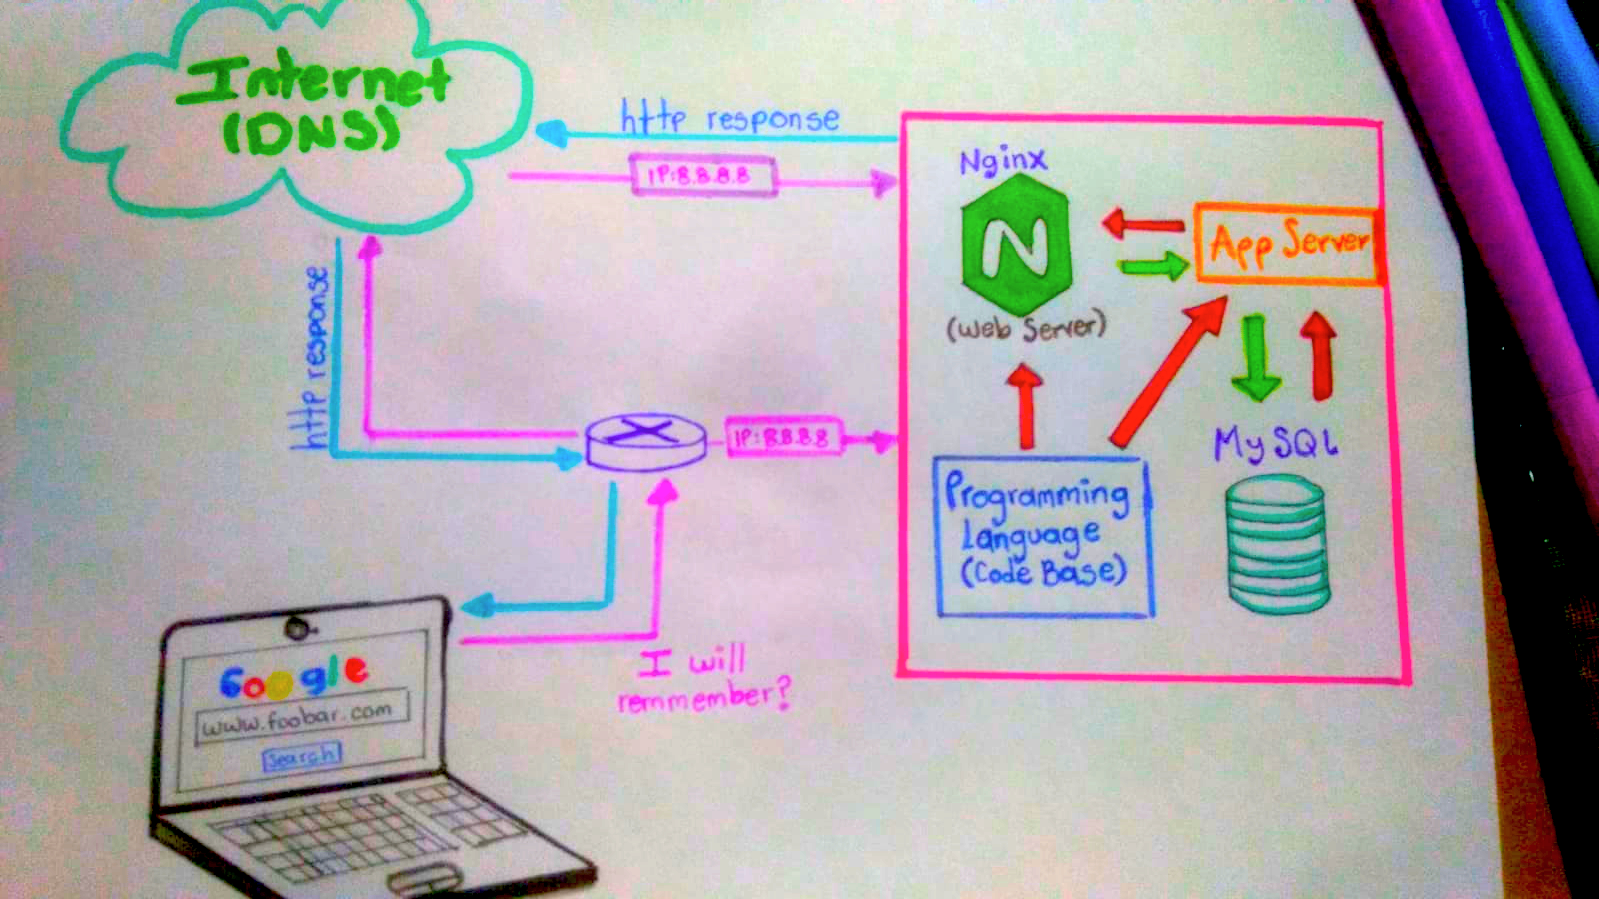 Internet
(DNS)
http response
IP:8.8.8.8
Nginx
(Web Server)
App Server
http response
IP:8.8.8.8
MySQL
Programming
Language
(Code Base)
I will
remmember?
Google
www.foobar.com
Search